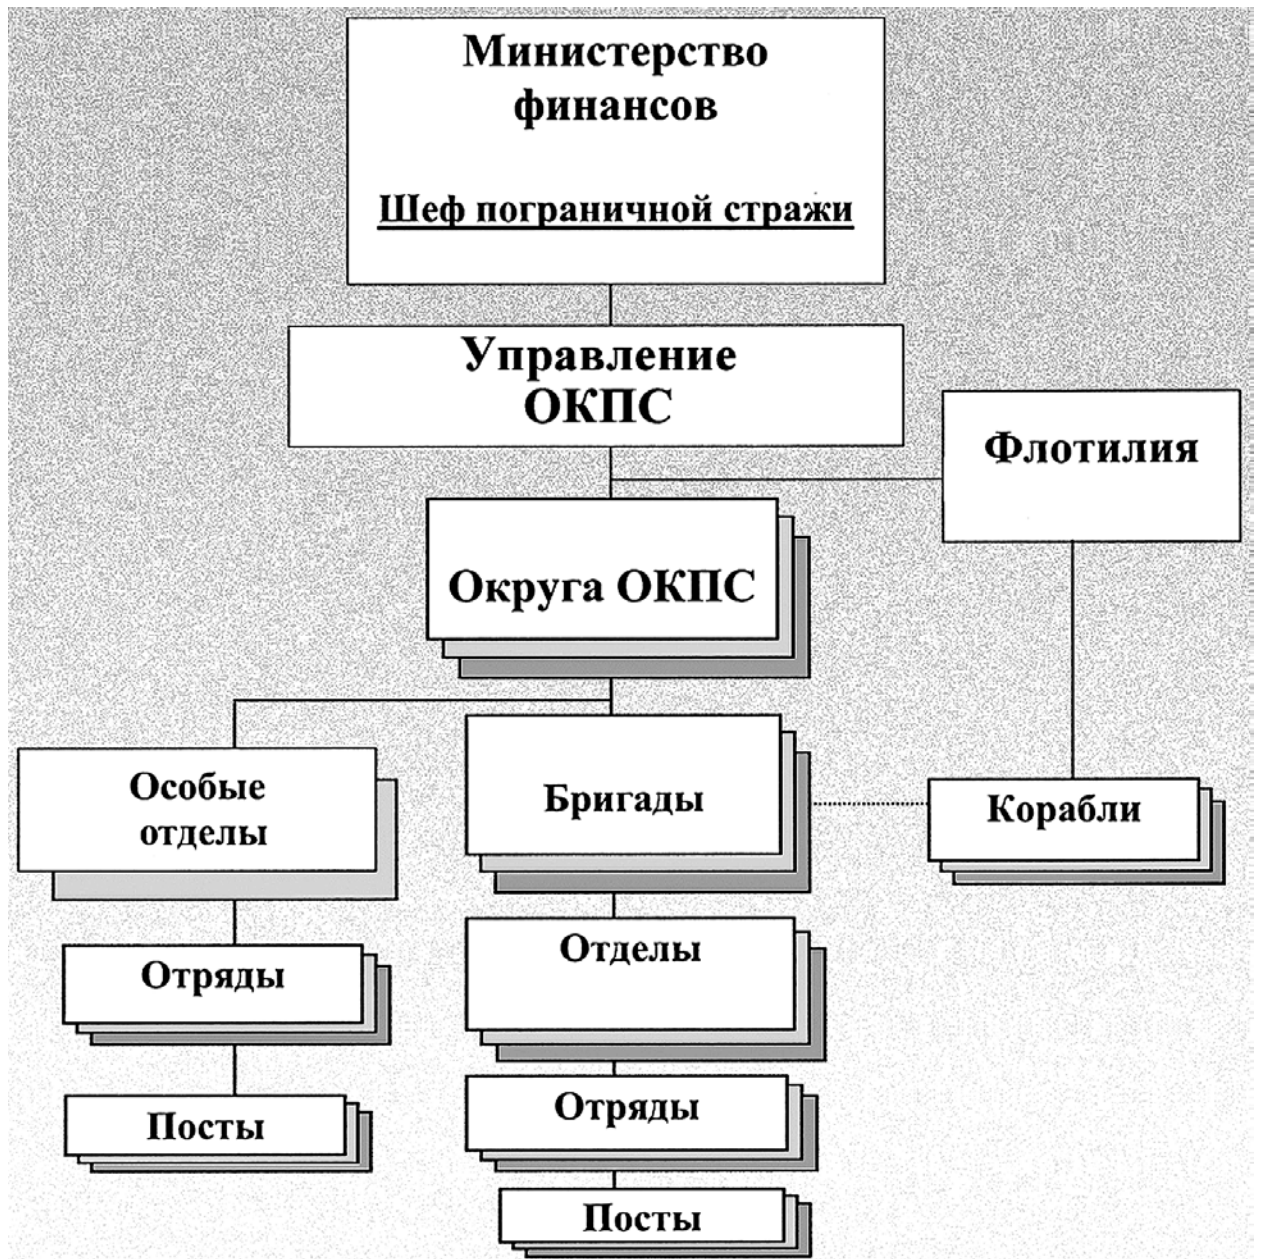 Министерство
финансов
Шеф пограничной стражи
Управление
ОКПС
Флотилия
Округа ОКПС
Особые
отделы
Бригады
Корабли
Отряды
Отделы
Посты
Отряды
Посты